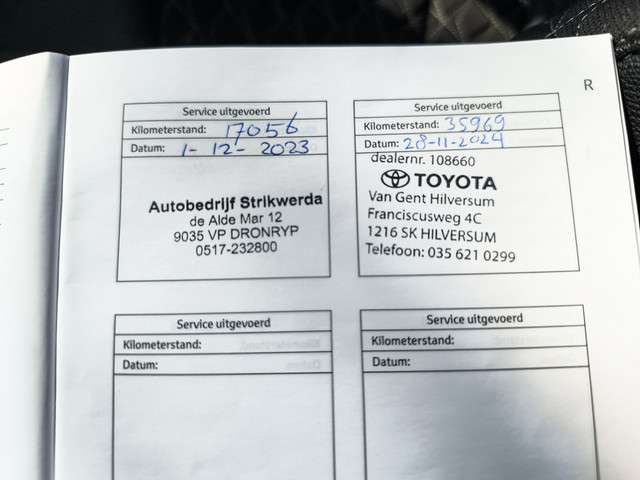 R
Service uitgevoerd
Kilometerstand: 17056
Datum: 1-12-2023
Autobedrijf Strikwerda
de Alde Mar 12
9035 VP DRONRYP
0517-232800
Service uitgevoerd
Kilometerstand: 35969
Datum: 28-11-2024
dealernr. 108660
TOYOTA
Van Gent Hilversum
Franciscusweg 4C
1216 SK HILVERSUM
Telefoon: 035 621 0299
Service uitgevoerd
Kilometerstand:
Datum:
Service uitgevoerd
Kilometerstand:
Datum: